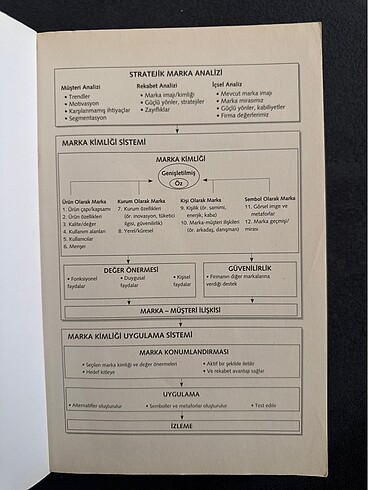 STRATEJİK MARKA ANALİZİ
Müşteri Analizi
• Trendler
• Motivasyon
• Karşılanmamış ihtiyaçlar
• Segmentasyon
Rekabet Analizi
• Marka imajı/kimliği
• Güçlü yönler, stratejiler
• Zayıflıklar
İçsel Analiz
• Mevcut marka imajı
• Marka mirasımız
• Güçlü yönler, kabiliyetler
• Firma değerlerimiz
MARKA KİMLİĞİ SİSTEMİ
MARKA KİMLİĞİ
Genişletilmiş
Öz
Ürün Olarak Marka
1. Ürün çapı/kapsamı
2. Ürün özellikleri
3. Kalite/değer
4. Kullanım alanları
5. Kullanıcılar
6. Menşei
Kurum Olarak Marka
7. Kurum özellikleri
(ör. inovasyon, tüketici
ilgisi, güvenilirlik)
8. Yerel/küresel
Kişi Olarak Marka
9. Kişilik (ör. samimi,
enerjik, kaba)
10. Marka-müşteri ilişkileri
(ör. arkadaş, danışman)
Sembol Olarak Marka
11. Görsel imge ve
metaforlar
12. Marka geçmişi/
mirası
DEĞER ÖNERMESİ
• Fonksiyonel
faydalar
• Duygusal
faydalar
• Kişisel
faydalar
GÜVENİLİRLİK
• Firmanın diğer markalarına
verdiği destek
MARKA – MÜŞTERİ İLİŞKİSİ
MARKA KİMLİĞİ UYGULAMA SİSTEMİ
MARKA KONUMLANDIRMASI
• Seçilen marka kimliği ve değer önermeleri
• Hedef kitleye
• Aktif bir şekilde iletilir
• Ve rekabet avantajı sağlar
UYGULAMA
• Alternatifler oluşturulur
• Semboller ve metaforlar oluşturulur
• Test edilir
İZLEME